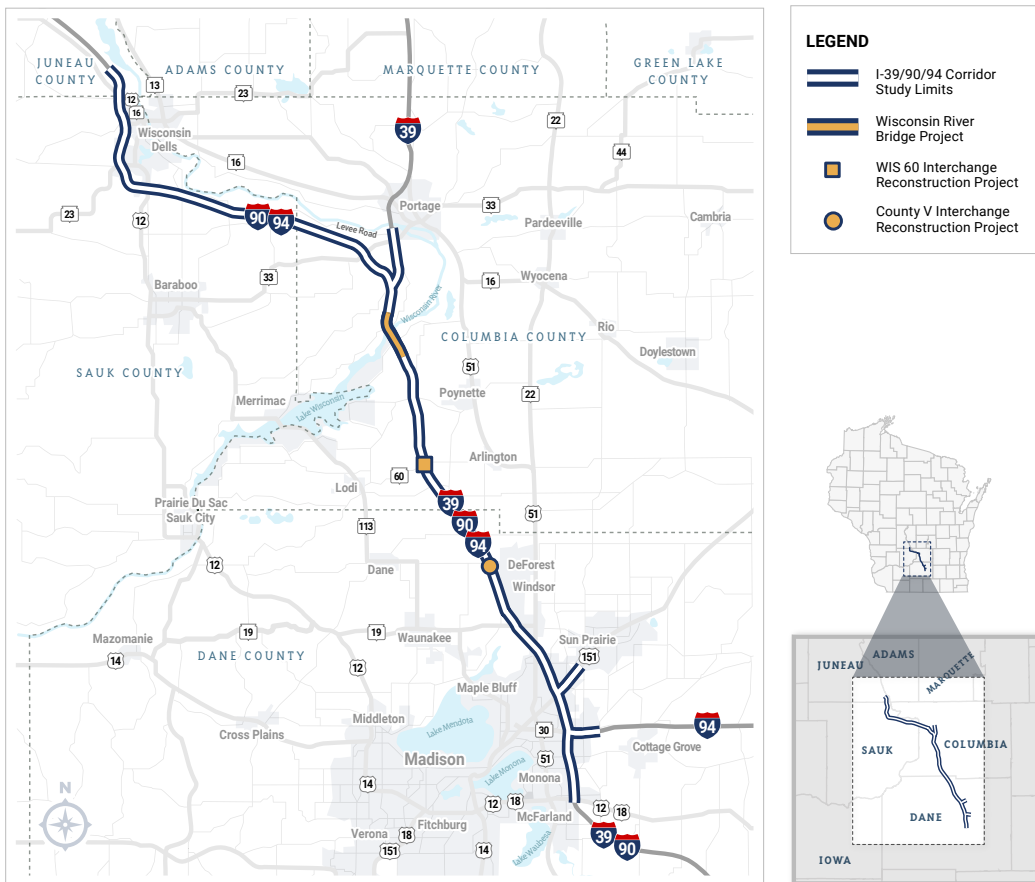 JUNEAU
COUNTY
ADAMS COUNTY
MARQUETTE COUNTY
GREEN LAKE
COUNTY
13
12
16
23
Wisconsin
Dells
39
22
44
16
23
12
90
94
Levee Road
Portage
33
Pardeeville
Cambria
33
Baraboo
16
Wyocena
Wisconsin River
COLUMBIA COUNTY
Rio
Doylestown
SAUK COUNTY
51
22
Merrimac
Lake Wisconsin
Poynette
Arlington
60
Lodi
39
90
94
Prairie Du Sac
Sauk City
113
51
12
Dane
DeForest
Windsor
Mazomanie
14
19
19
Waunakee
DANE COUNTY
12
Sun Prairie
151
Maple Bluff
Middleton
Lake Mendota
Cross Plains
30
94
Cottage Grove
Madison
51
Lake Monona
Monona
14
12
18
McFarland
12
18
39
90
Fitchburg
Verona
18
151
14
Lake Waubesa
N
LEGEND
I-39/90/94 Corridor
Study Limits
Wisconsin River
Bridge Project
WIS 60 Interchange
Reconstruction Project
County V Interchange
Reconstruction Project
JUNEAU
ADAMS
MARQUETTE
SAUK
COLUMBIA
DANE
IOWA